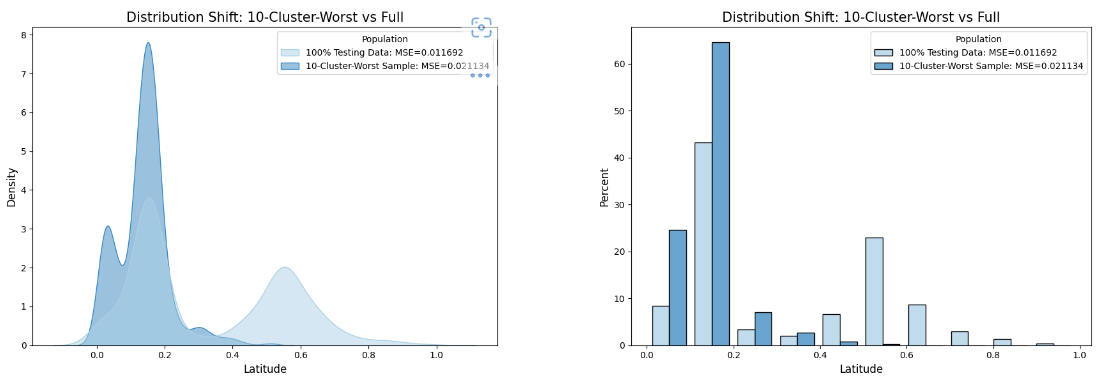 Distribution Shift: 10-Cluster-Worst vs Full
Population
100% Testing Data: MSE=0.011692
10-Cluster-Worst Sample: MSE=0.021134
8
7
6
5
4
3
2
1
0
Density
0.0 0.2 0.4 0.6 0.8 1.0
Latitude
Distribution Shift: 10-Cluster-Worst vs Full
Population
100% Testing Data: MSE=0.011692
10-Cluster-Worst Sample: MSE=0.021134
60
50
40
30
20
10
0
Percent
0.0 0.2 0.4 0.6 0.8 1.0
Latitude